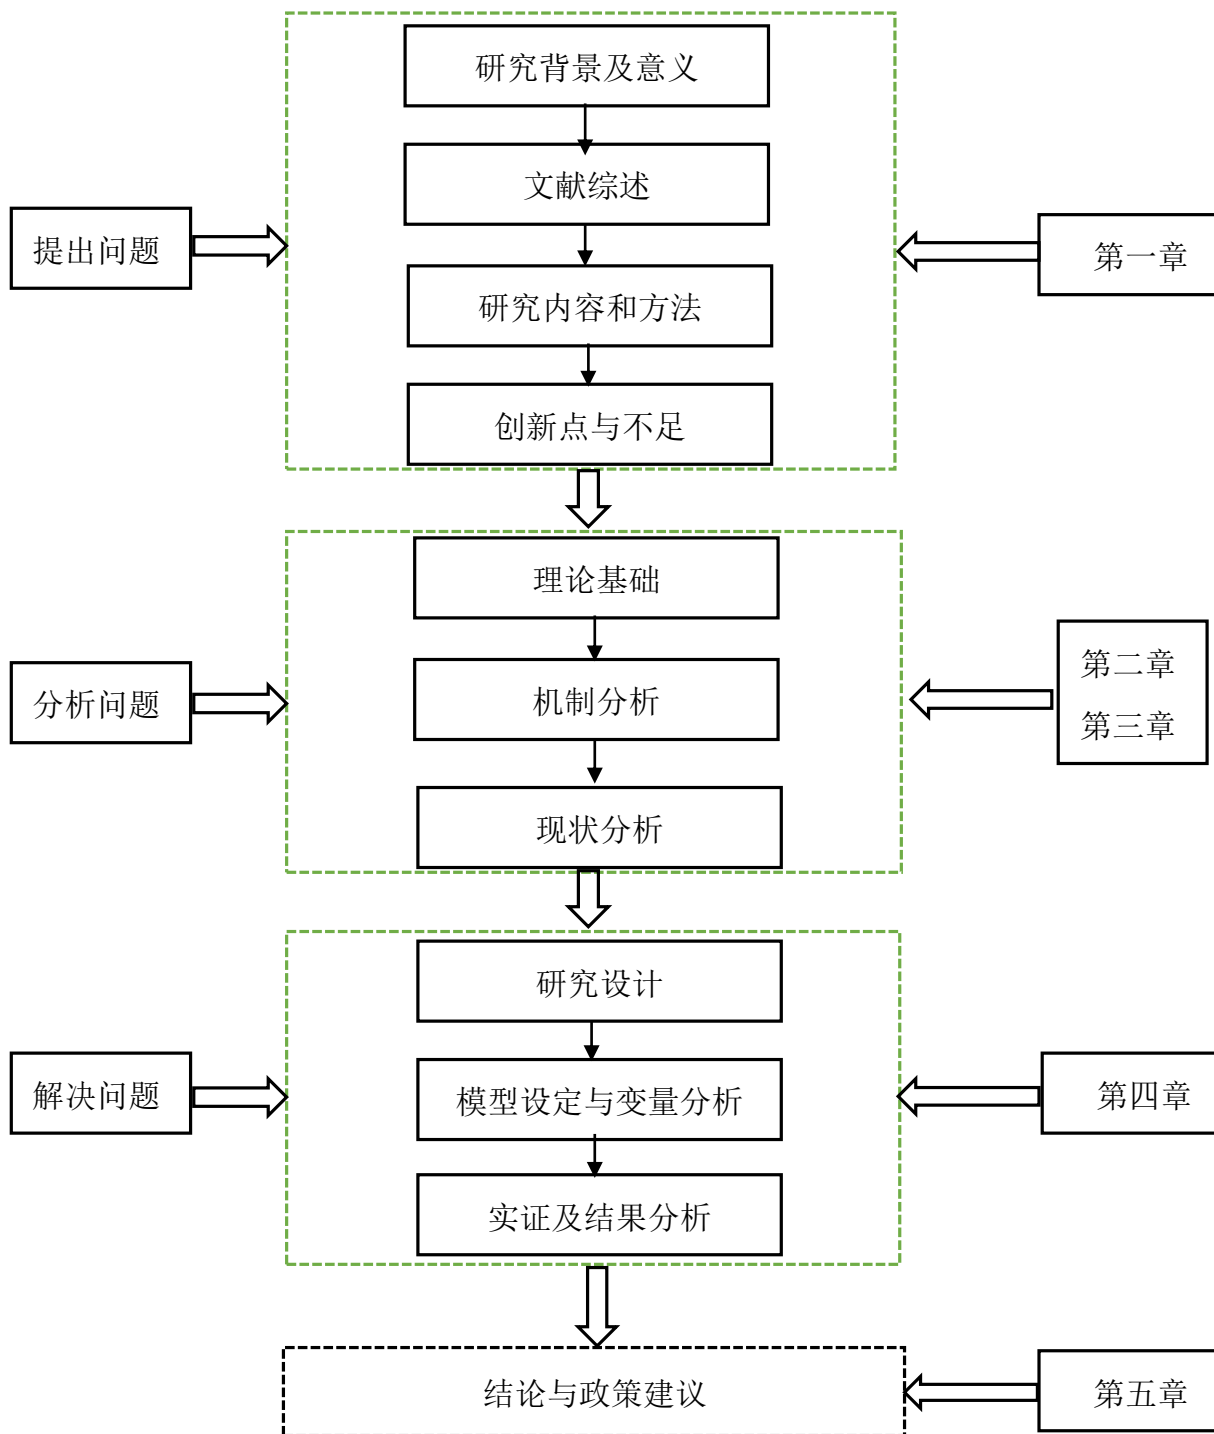 研究背景及意义
文献综述
提出问题
第一章
研究内容和方法
创新点与不足
理论基础
第二章
分析问题
机制分析
第三章
现状分析
研究设计
解决问题
模型设定与变量分析
第四章
实证及结果分析
结论与政策建议
第五章